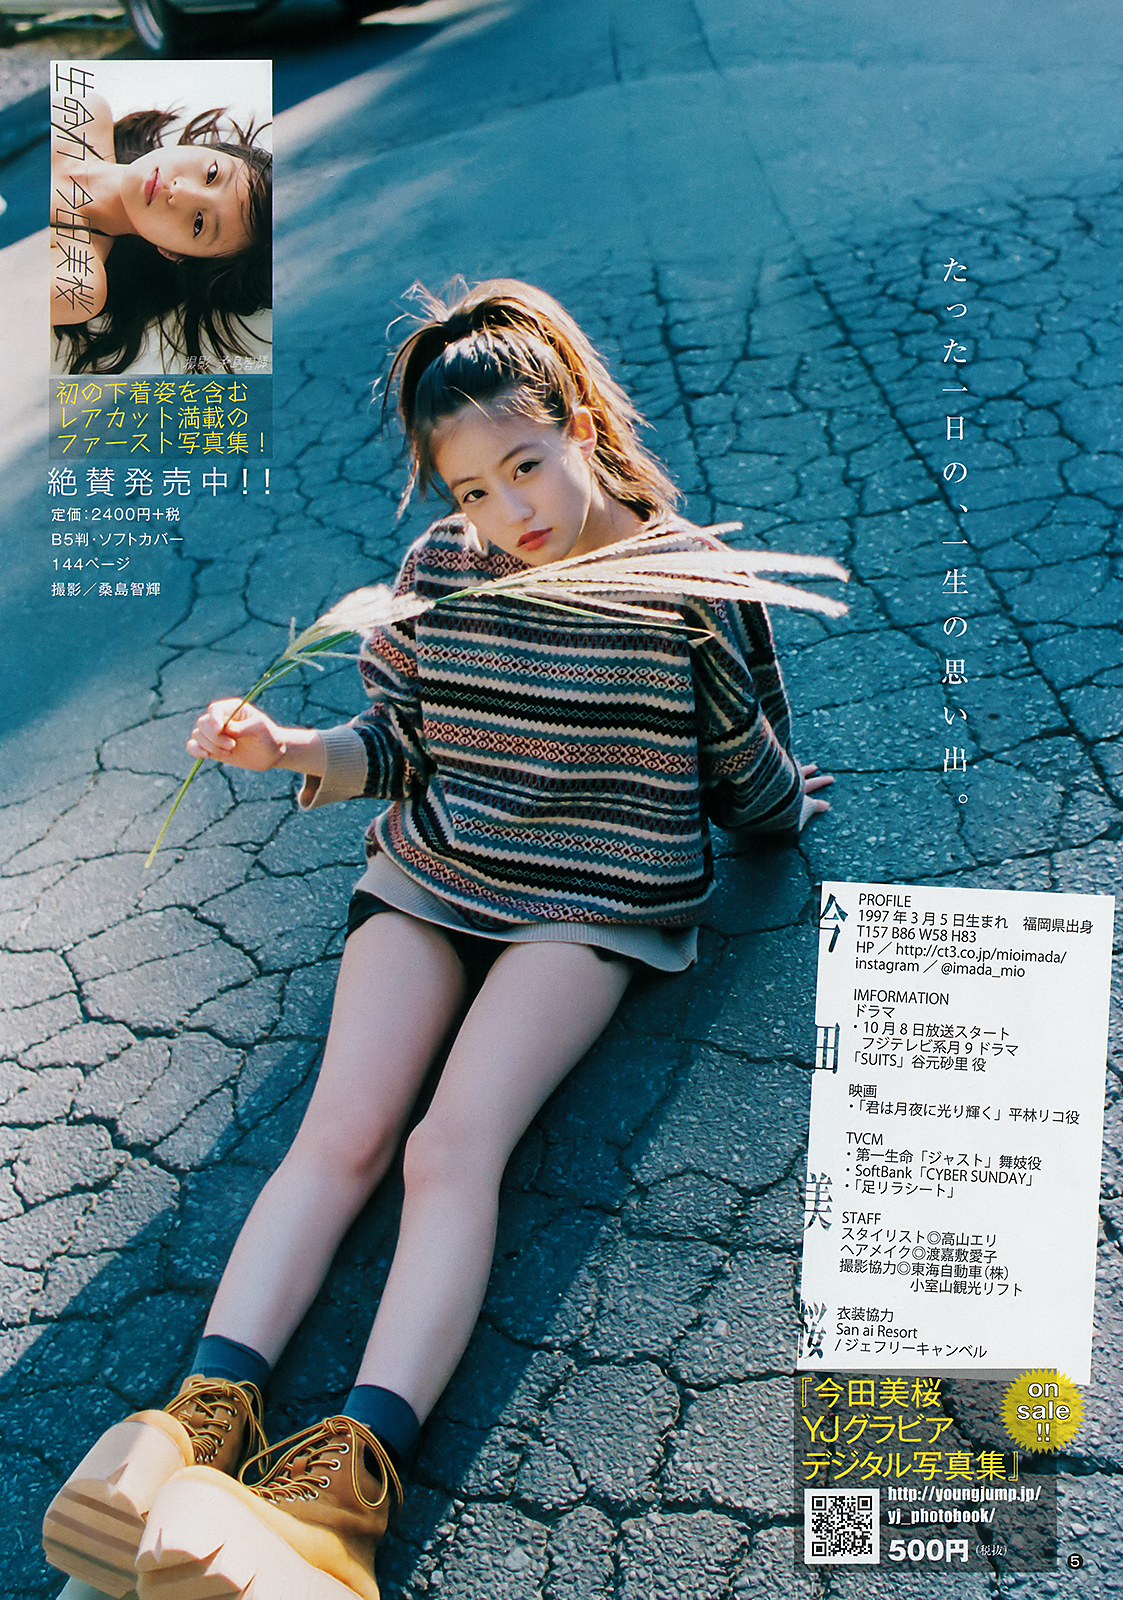 生命力 今田美桜
撮影 桑島智輝
初の下着姿を含む
レアカット満載の
ファースト写真集！
絶賛発売中！！
定価：2400円＋税
B5判・ソフトカバー
144ページ
撮影／桑島智輝
たった一日の、一生の思い出。
今田美桜
PROFILE
1997 年 3 月 5 日生まれ　福岡県出身
T157 B86 W58 H83
HP ／ http://ct3.co.jp/mioimada/
instagram ／ @imada_mio
IMFORMATION
ドラマ
・10 月 8 日放送スタート
フジテレビ系月 9 ドラマ
「SUITS」谷元砂里 役
映画
・「君は月夜に光り輝く」平林リコ役
TVCM
・第一生命「ジャスト」舞妓役
・SoftBank「CYBER SUNDAY」
・「足リラシート」
STAFF
スタイリスト◎高山エリ
ヘアメイク◎渡嘉敷愛子
撮影協力◎東海自動車（株）
小室山観光リフト
衣装協力
San ai Resort
/ ジェフリーキャンベル
『今田美桜
YJグラビア
デジタル写真集』
on
sale
!!
http://youngjump.jp/
yj_photobook/
500円（税抜）
5